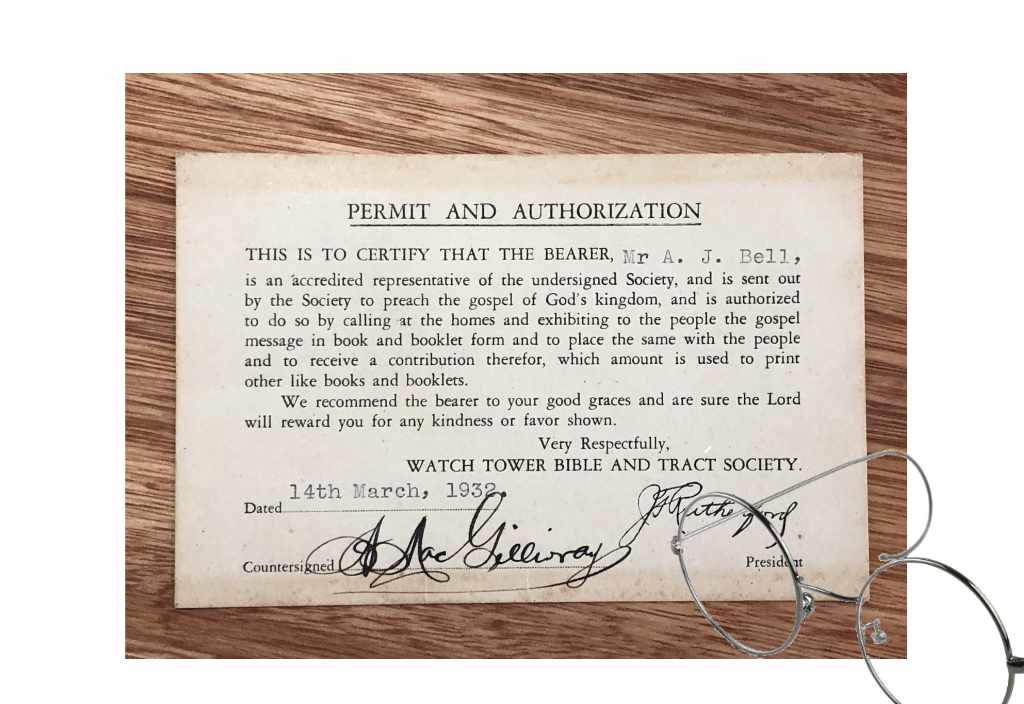 PERMIT AND AUTHORIZATION
THIS IS TO CERTIFY THAT THE BEARER, Mr A. J. Bell,
is an accredited representative of the undersigned Society, and is sent out
by the Society to preach the gospel of God's kingdom, and is authorized
to do so by calling at the homes and exhibiting to the people the gospel
message in book and booklet form and to place the same with the people
and to receive a contribution therefor, which amount is used to print
other like books and booklets.
We recommend the bearer to your good graces and are sure the Lord
will reward you for any kindness or favor shown.
Very Respectfully,
WATCH TOWER BIBLE AND TRACT SOCIETY.
Dated 14th March, 1932.
J F Rutherford
Countersigned A Mac Gillivray
President